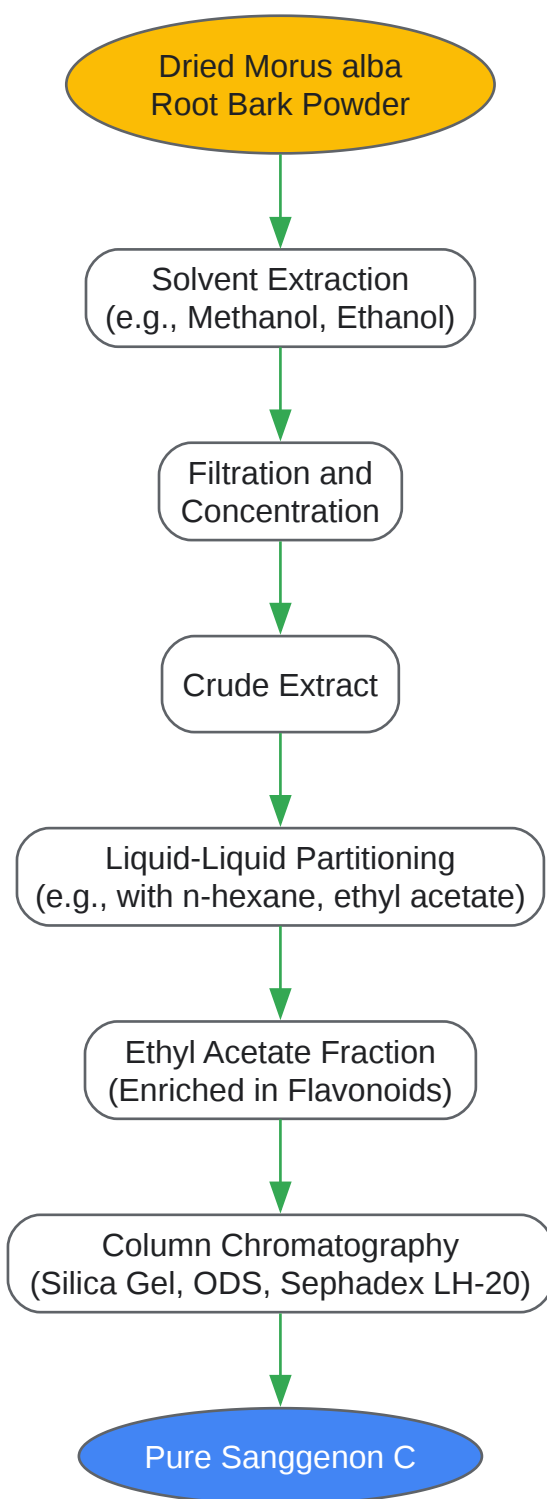 Dried Morus alba
Root Bark Powder
Solvent Extraction
(e.g., Methanol, Ethanol)
Filtration and
Concentration
Crude Extract
Liquid-Liquid Partitioning
(e.g., with n-hexane, ethyl acetate)
Ethyl Acetate Fraction
(Enriched in Flavonoids)
Column Chromatography
(Silica Gel, ODS, Sephadex LH-20)
Pure Sanggenon C